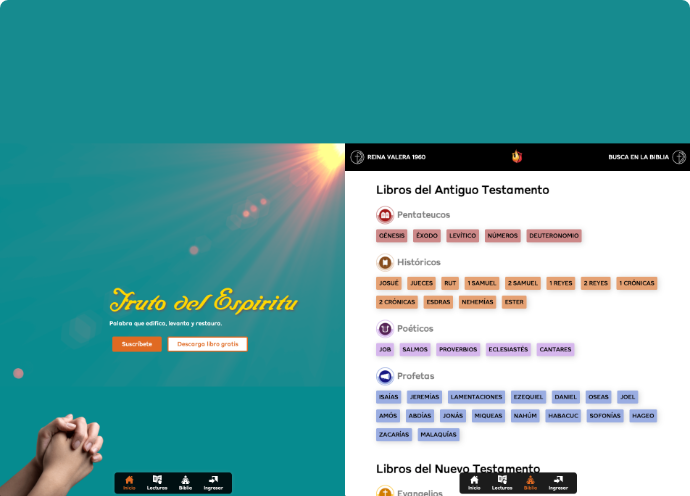 Fruto del Espiritu
Palabra que edifica, levanta y restaura.
Suscríbete
Descarga libro gratis
Inicio
Lecturas
Biblia
Ingresar
REINA VALERA 1960
BUSCA EN LA BIBLIA
Libros del Antiguo Testamento
Pentateucos
GÉNESIS ÉXODO LEVÍTICO NÚMEROS DEUTERONOMIO
Históricos
JOSUÉ JUECES RUT 1 SAMUEL 2 SAMUEL 1 REYES 2 REYES 1 CRÓNICAS
2 CRÓNICAS ESDRAS NEHEMÍAS ESTER
Poéticos
JOB SALMOS PROVERBIOS ECLESIASTÉS CANTARES
Profetas
ISAÍAS JEREMÍAS LAMENTACIONES EZEQUIEL DANIEL OSEAS JOEL
AMÓS ABDÍAS JONÁS MIQUEAS NAHÚM HABACUC SOFONÍAS HAGEO
ZACARÍAS MALAQUÍAS
Libros del Nuevo Testamento
Evangelios
Inicio
Lecturas
Biblia
Ingresar